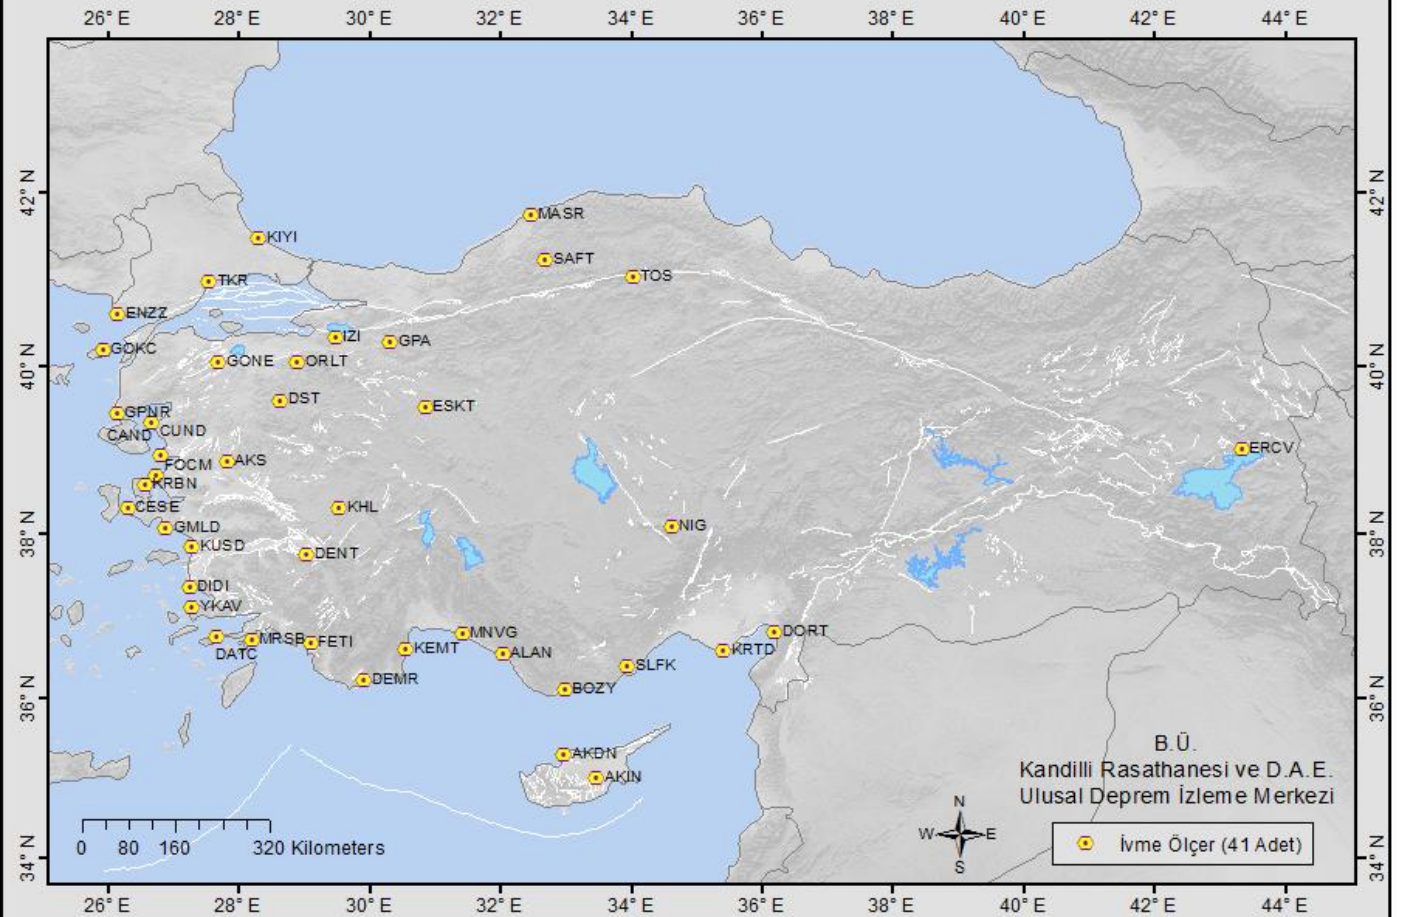 26° E 28° E 30° E 32° E 34° E 36° E 38° E 40° E 42° E 44° E
42° N 42° N
MASR
KIYI
SAFT
TOS
TKR
ENZZ
IZI
GPA
GOKC
40° N 40° N
GONE ORLT
DST
ESKT
GPNR
CUND
CAND
ERCV
AKS
FOCM
KRBN
CESE KHL
GMLD NIG
38° N 38° N
KUSD
DENT
DIDI
YKAV
MNVG DORT
MRSB FETI
DATC
KEMT ALAN KRTD
SLFK
DEMR
BOZY
36° N 36° N
AKDN
AKIN
B.Ü.
Kandilli Rasathanesi ve D.A.E.
Ulusal Deprem İzleme Merkezi
N
W E
S
0 80 160 320 Kilometers
İvme Ölçer (41 Adet)
34° N 34° N
26° E 28° E 30° E 32° E 34° E 36° E 38° E 40° E 42° E 44° E